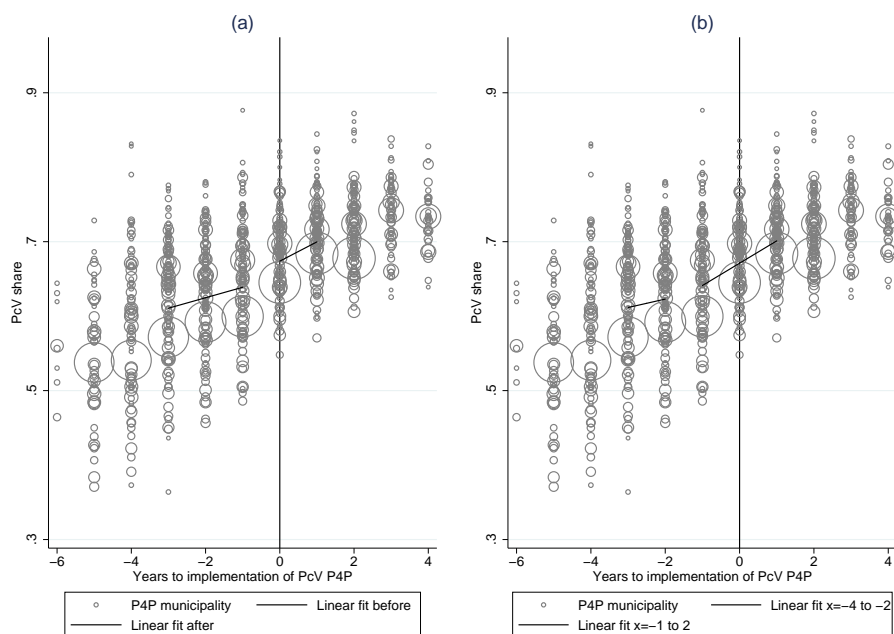 (a)
(b)
PcV share
.9
.7
.5
.3
−6
−4
−2
0
2
4
Years to implementation of PcV P4P
P4P municipality
Linear fit before
Linear fit after
PcV share
.9
.7
.5
.3
−6
−4
−2
0
2
4
Years to implementation of PcV P4P
P4P municipality
Linear fit x=−4 to −2
Linear fit x=−1 to 2